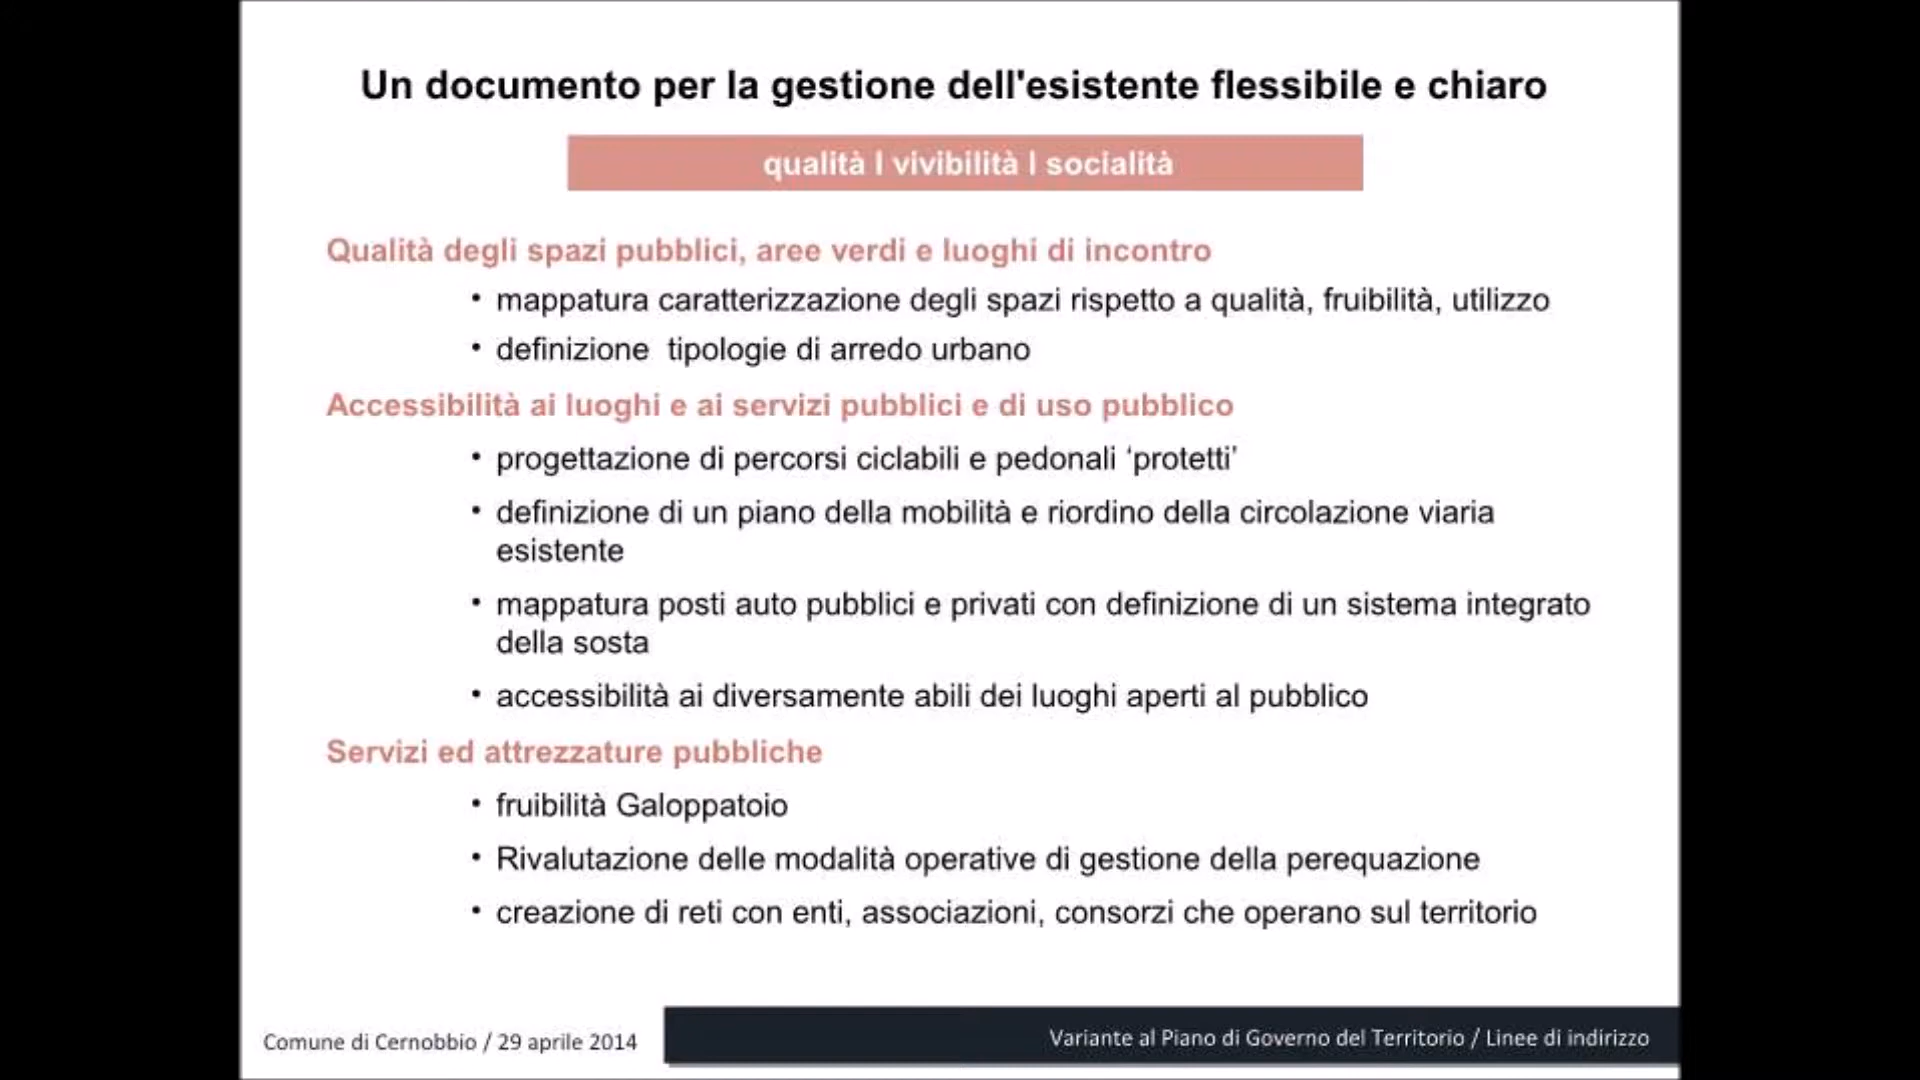 Un documento per la gestione dell'esistente flessibile e chiaro
qualità I vivibilità I socialità
Qualità degli spazi pubblici, aree verdi e luoghi di incontro
• mappatura caratterizzazione degli spazi rispetto a qualità, fruibilità, utilizzo
• definizione  tipologie di arredo urbano
Accessibilità ai luoghi e ai servizi pubblici e di uso pubblico
• progettazione di percorsi ciclabili e pedonali ‘protetti’
• definizione di un piano della mobilità e riordino della circolazione viaria
esistente
• mappatura posti auto pubblici e privati con definizione di un sistema integrato
della sosta
• accessibilità ai diversamente abili dei luoghi aperti al pubblico
Servizi ed attrezzature pubbliche
• fruibilità Galoppatoio
• Rivalutazione delle modalità operative di gestione della perequazione
• creazione di reti con enti, associazioni, consorzi che operano sul territorio
Comune di Cernobbio / 29 aprile 2014
Variante al Piano di Governo del Territorio / Linee di indirizzo